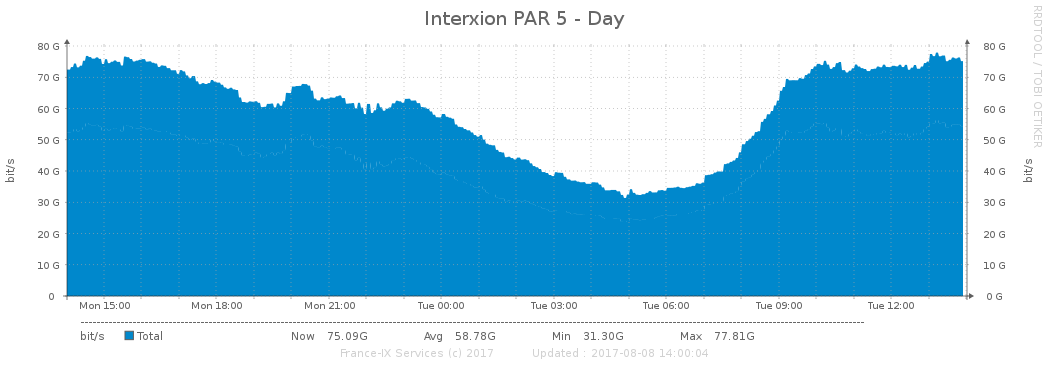 Interxion PAR 5 - Day
RRDTOOL / TOBI OETIKER
80 G 80 G
70 G 70 G
60 G 60 G
50 G 50 G
40 G 40 G
30 G 30 G
20 G 20 G
10 G 10 G
0 0 G
bit/s bit/s
Mon 15:00 Mon 18:00 Mon 21:00 Tue 00:00 Tue 03:00 Tue 06:00 Tue 09:00 Tue 12:00
bit/s Total Now 75.09G Avg 58.78G Min 31.30G Max 77.81G
France-IX Services (c) 2017 Updated : 2017-08-08 14:00:04